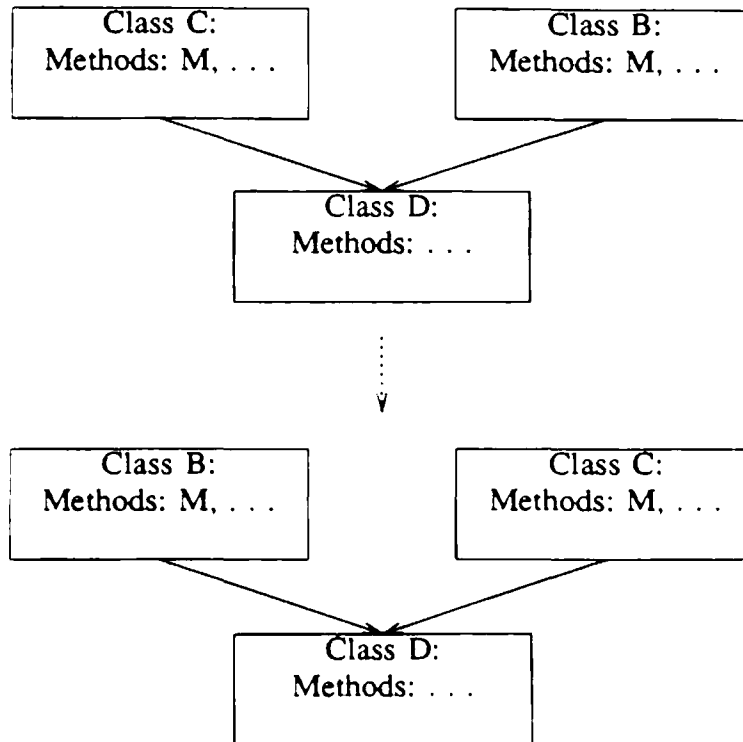 Class C:
Methods: M, . . .
Class B:
Methods: M, . . .
Class D:
Methods: . . .
Class B:
Methods: M, . . .
Class C:
Methods: M, . . .
Class D:
Methods: . . .